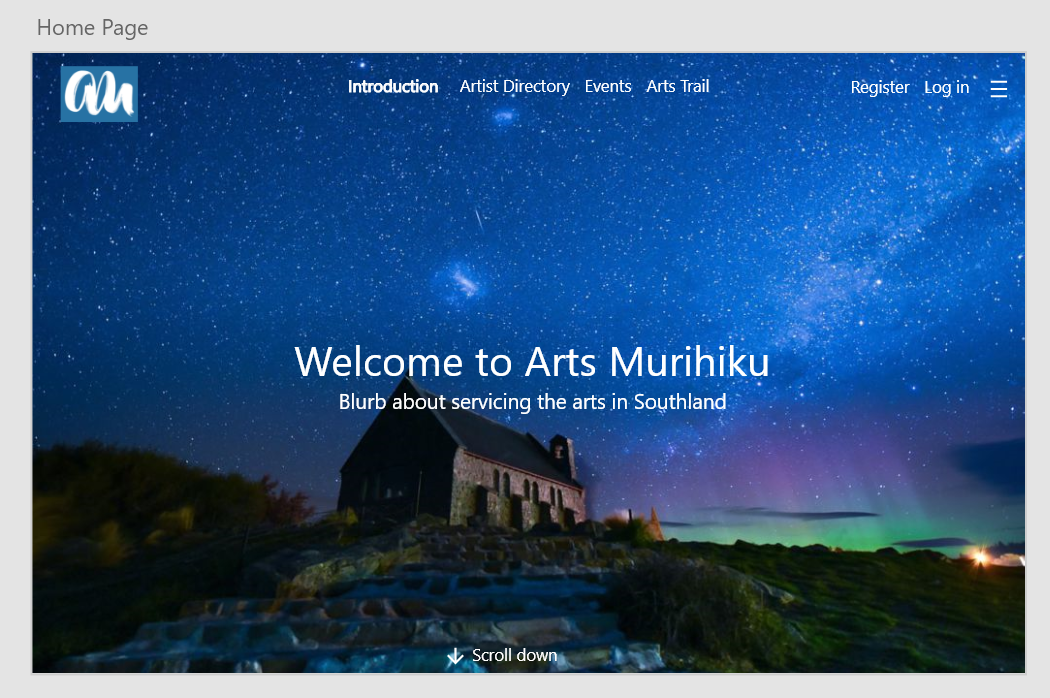 Home Page
am
Introduction Artist Directory Events Arts Trail
Register Log in
Welcome to Arts Murihiku
Blurb about servicing the arts in Southland
Scroll down